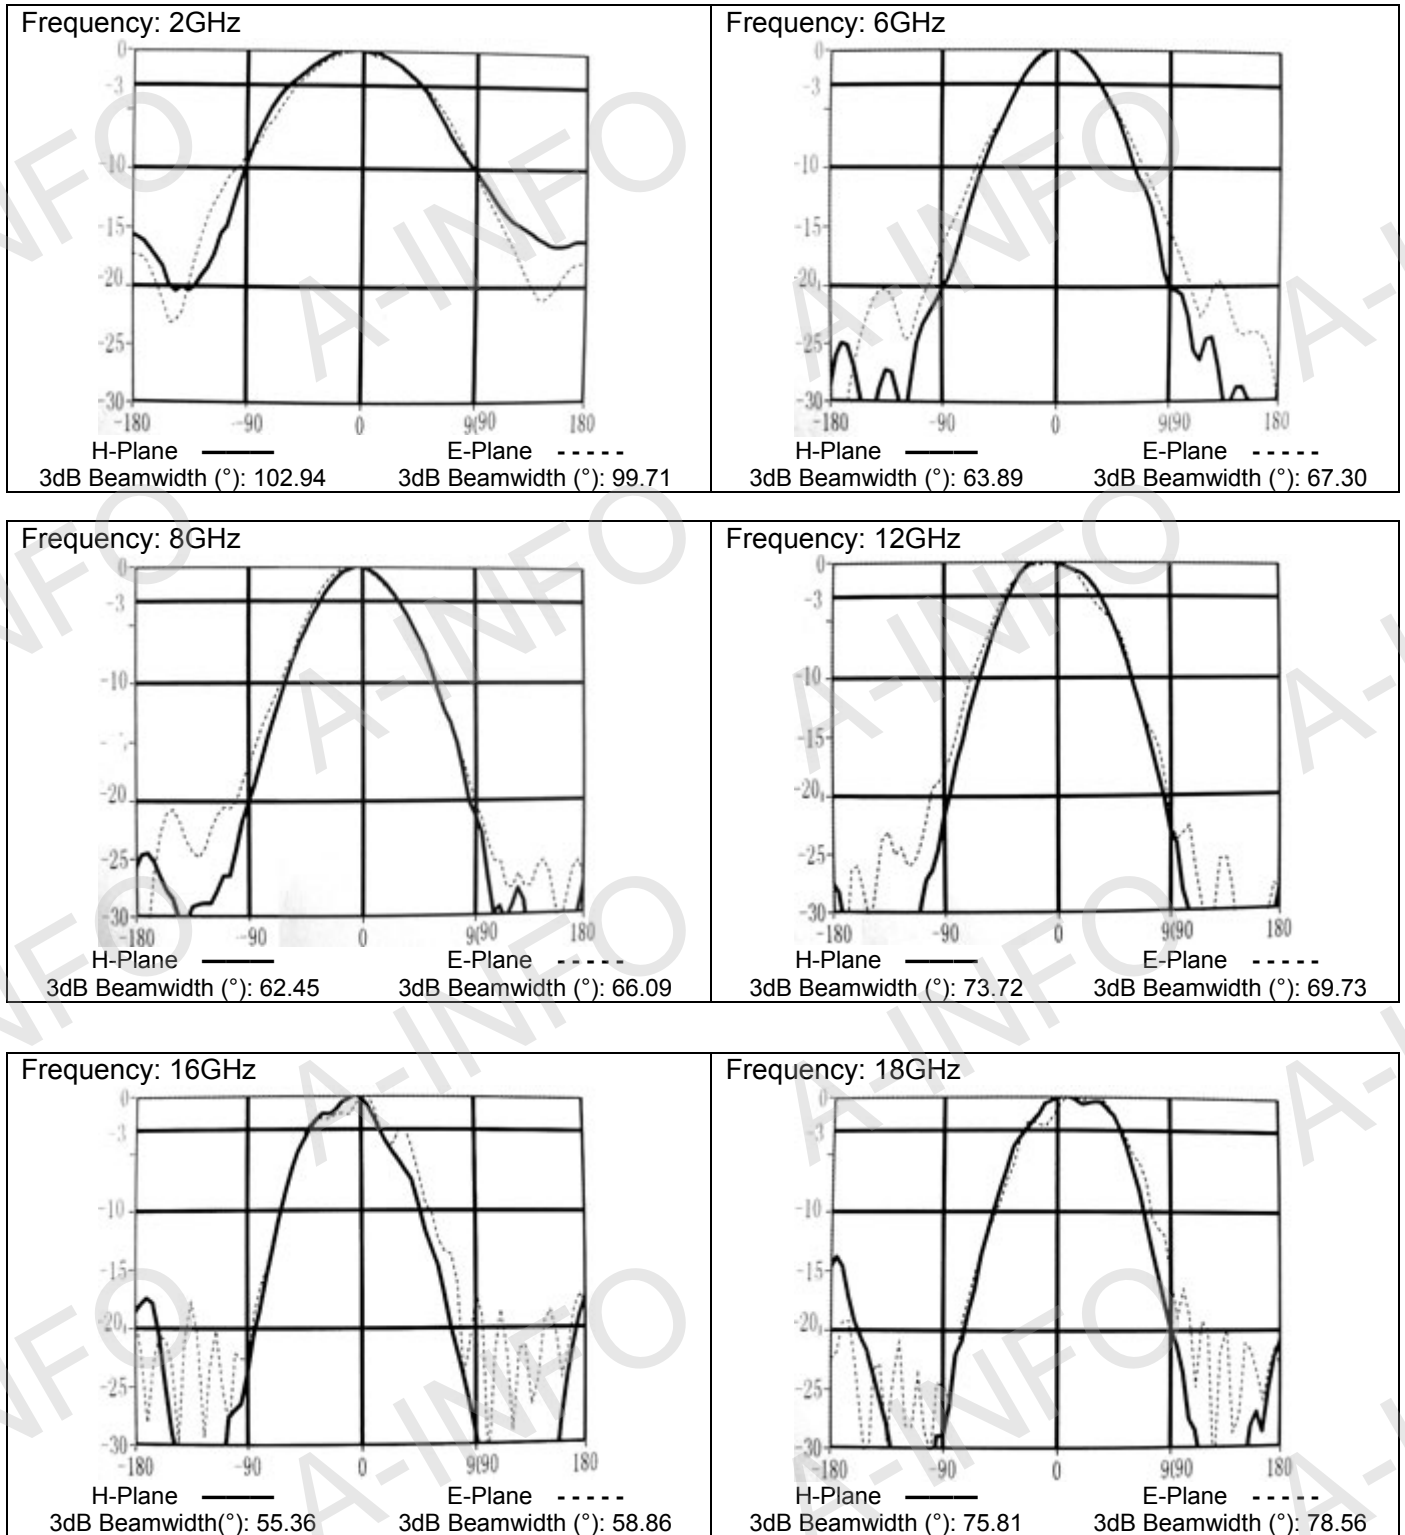 Frequency: 2GHz
0
-3
-10
-15
-20
-25
-30
-180 -90 0 9(90 180
H-Plane E-Plane
3dB Beamwidth (°): 102.94 3dB Beamwidth (°): 99.71
Frequency: 6GHz
0
-3
-10
-15
-20
-25
-30
-180 -90 0 9(90 180
H-Plane E-Plane
3dB Beamwidth (°): 63.89 3dB Beamwidth (°): 67.30
Frequency: 8GHz
0
-3
-10
-20
-25
-30
-180 -90 0 9(90 180
H-Plane E-Plane
3dB Beamwidth (°): 62.45 3dB Beamwidth (°): 66.09
Frequency: 12GHz
0
-3
-10
-15
-20
-25
-30
-180 -90 0 9(90 180
H-Plane E-Plane
3dB Beamwidth (°): 73.72 3dB Beamwidth (°): 69.73
Frequency: 16GHz
0
-3
-10
-15
-20
-25
-30
-180 -90 0 9(90 180
H-Plane E-Plane
3dB Beamwidth(°): 55.36 3dB Beamwidth (°): 58.86
Frequency: 18GHz
0
-3
-10
-15
-20
-25
-30
-180 -90 0 9(90 180
H-Plane E-Plane
3dB Beamwidth (°): 75.81 3dB Beamwidth (°): 78.56
A-INFO
A-INFO
A-INFO
A-INFO
A-INFO
A-INFO